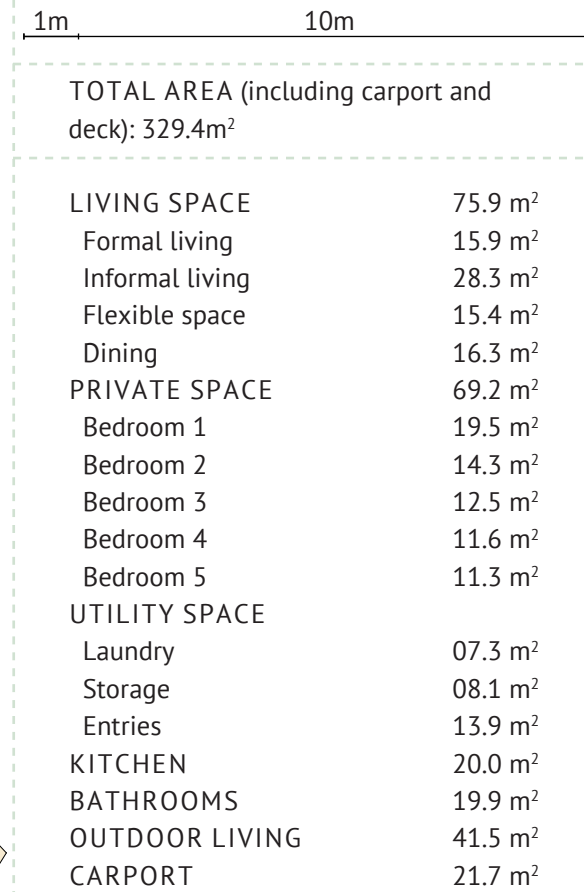 1m 10m
TOTAL AREA (including carport and
deck): 329.4m²
LIVING SPACE 75.9 m²
Formal living 15.9 m²
Informal living 28.3 m²
Flexible space 15.4 m²
Dining 16.3 m²
PRIVATE SPACE 69.2 m²
Bedroom 1 19.5 m²
Bedroom 2 14.3 m²
Bedroom 3 12.5 m²
Bedroom 4 11.6 m²
Bedroom 5 11.3 m²
UTILITY SPACE
Laundry 07.3 m²
Storage 08.1 m²
Entries 13.9 m²
KITCHEN 20.0 m²
BATHROOMS 19.9 m²
OUTDOOR LIVING 41.5 m²
CARPORT 21.7 m²